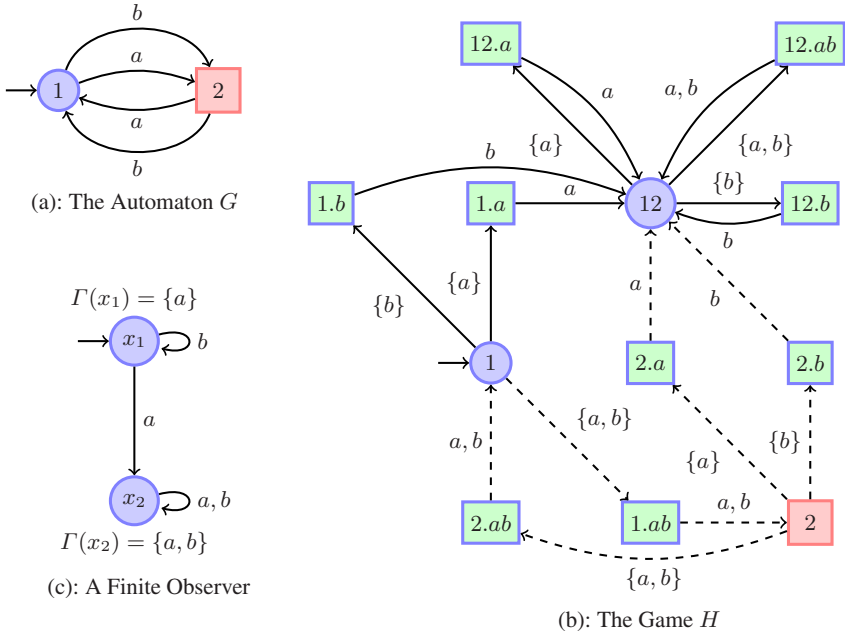 b
a
1
2
a
b
(a): The Automaton G
Γ(x₁) = {a}
x₁
b
a
x₂
a, b
Γ(x₂) = {a, b}
(c): A Finite Observer
12.a
12.ab
a
a, b
{a}
{a, b}
b
{b}
1.b
1.a
a
12
12.b
b
{b}
{a}
a
b
1
2.a
2.b
a, b
{a, b}
{a}
{b}
2.ab
1.ab
a, b
2
{a, b}
(b): The Game H